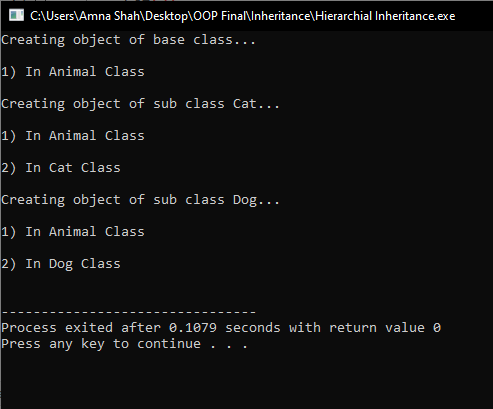 C:\Users\Amna Shah\Desktop\OOP Final\Inheritance\Hierarchial Inheritance.exe
Creating object of base class...
1) In Animal Class
Creating object of sub class Cat...
1) In Animal Class
2) In Cat Class
Creating object of sub class Dog...
1) In Animal Class
2) In Dog Class
--------------------------------
Process exited after 0.1079 seconds with return value 0
Press any key to continue . . .